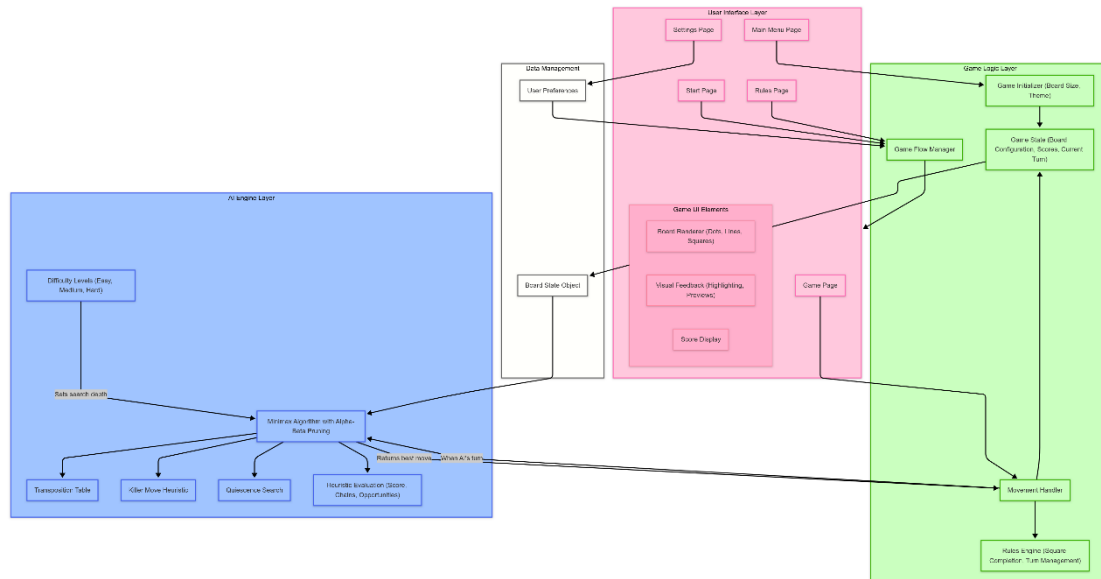 User Interface Layer
Settings Page
Main Menu Page
Data Management
Game Logic Layer
User Preferences
Start Page
Rules Page
Game Initializer (Board Size,
Theme)
Game Flow Manager
Game State (Board
Configuration, Scores, Current
Turn)
AI Engine Layer
Game UI Elements
Board Renderer (Dots, Lines,
Squares)
Difficulty Levels (Easy,
Medium, Hard)
Board State Object
Visual Feedback (Highlighting,
Previews)
Game Page
Score Display
Sets search depth
Minimax Algorithm with Alpha-
Beta Pruning
Returns best move
When AI's turn
Transposition Table
Killer Move Heuristic
Quiescence Search
Heuristic Evaluation (Score,
Chains, Opportunities)
Movement Handler
Rules Engine (Square
Completion, Turn Management)